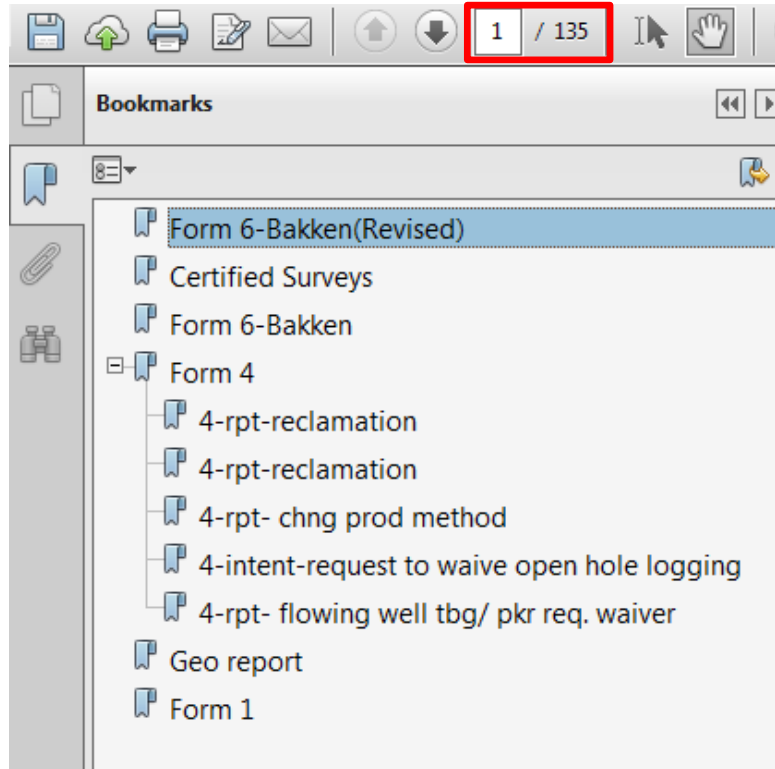 1 / 135
Bookmarks
Form 6-Bakken(Revised)
Certified Surveys
Form 6-Bakken
Form 4
4-rpt-reclamation
4-rpt-reclamation
4-rpt- chng prod method
4-intent-request to waive open hole logging
4-rpt- flowing well tbg/ pkr req. waiver
Geo report
Form 1